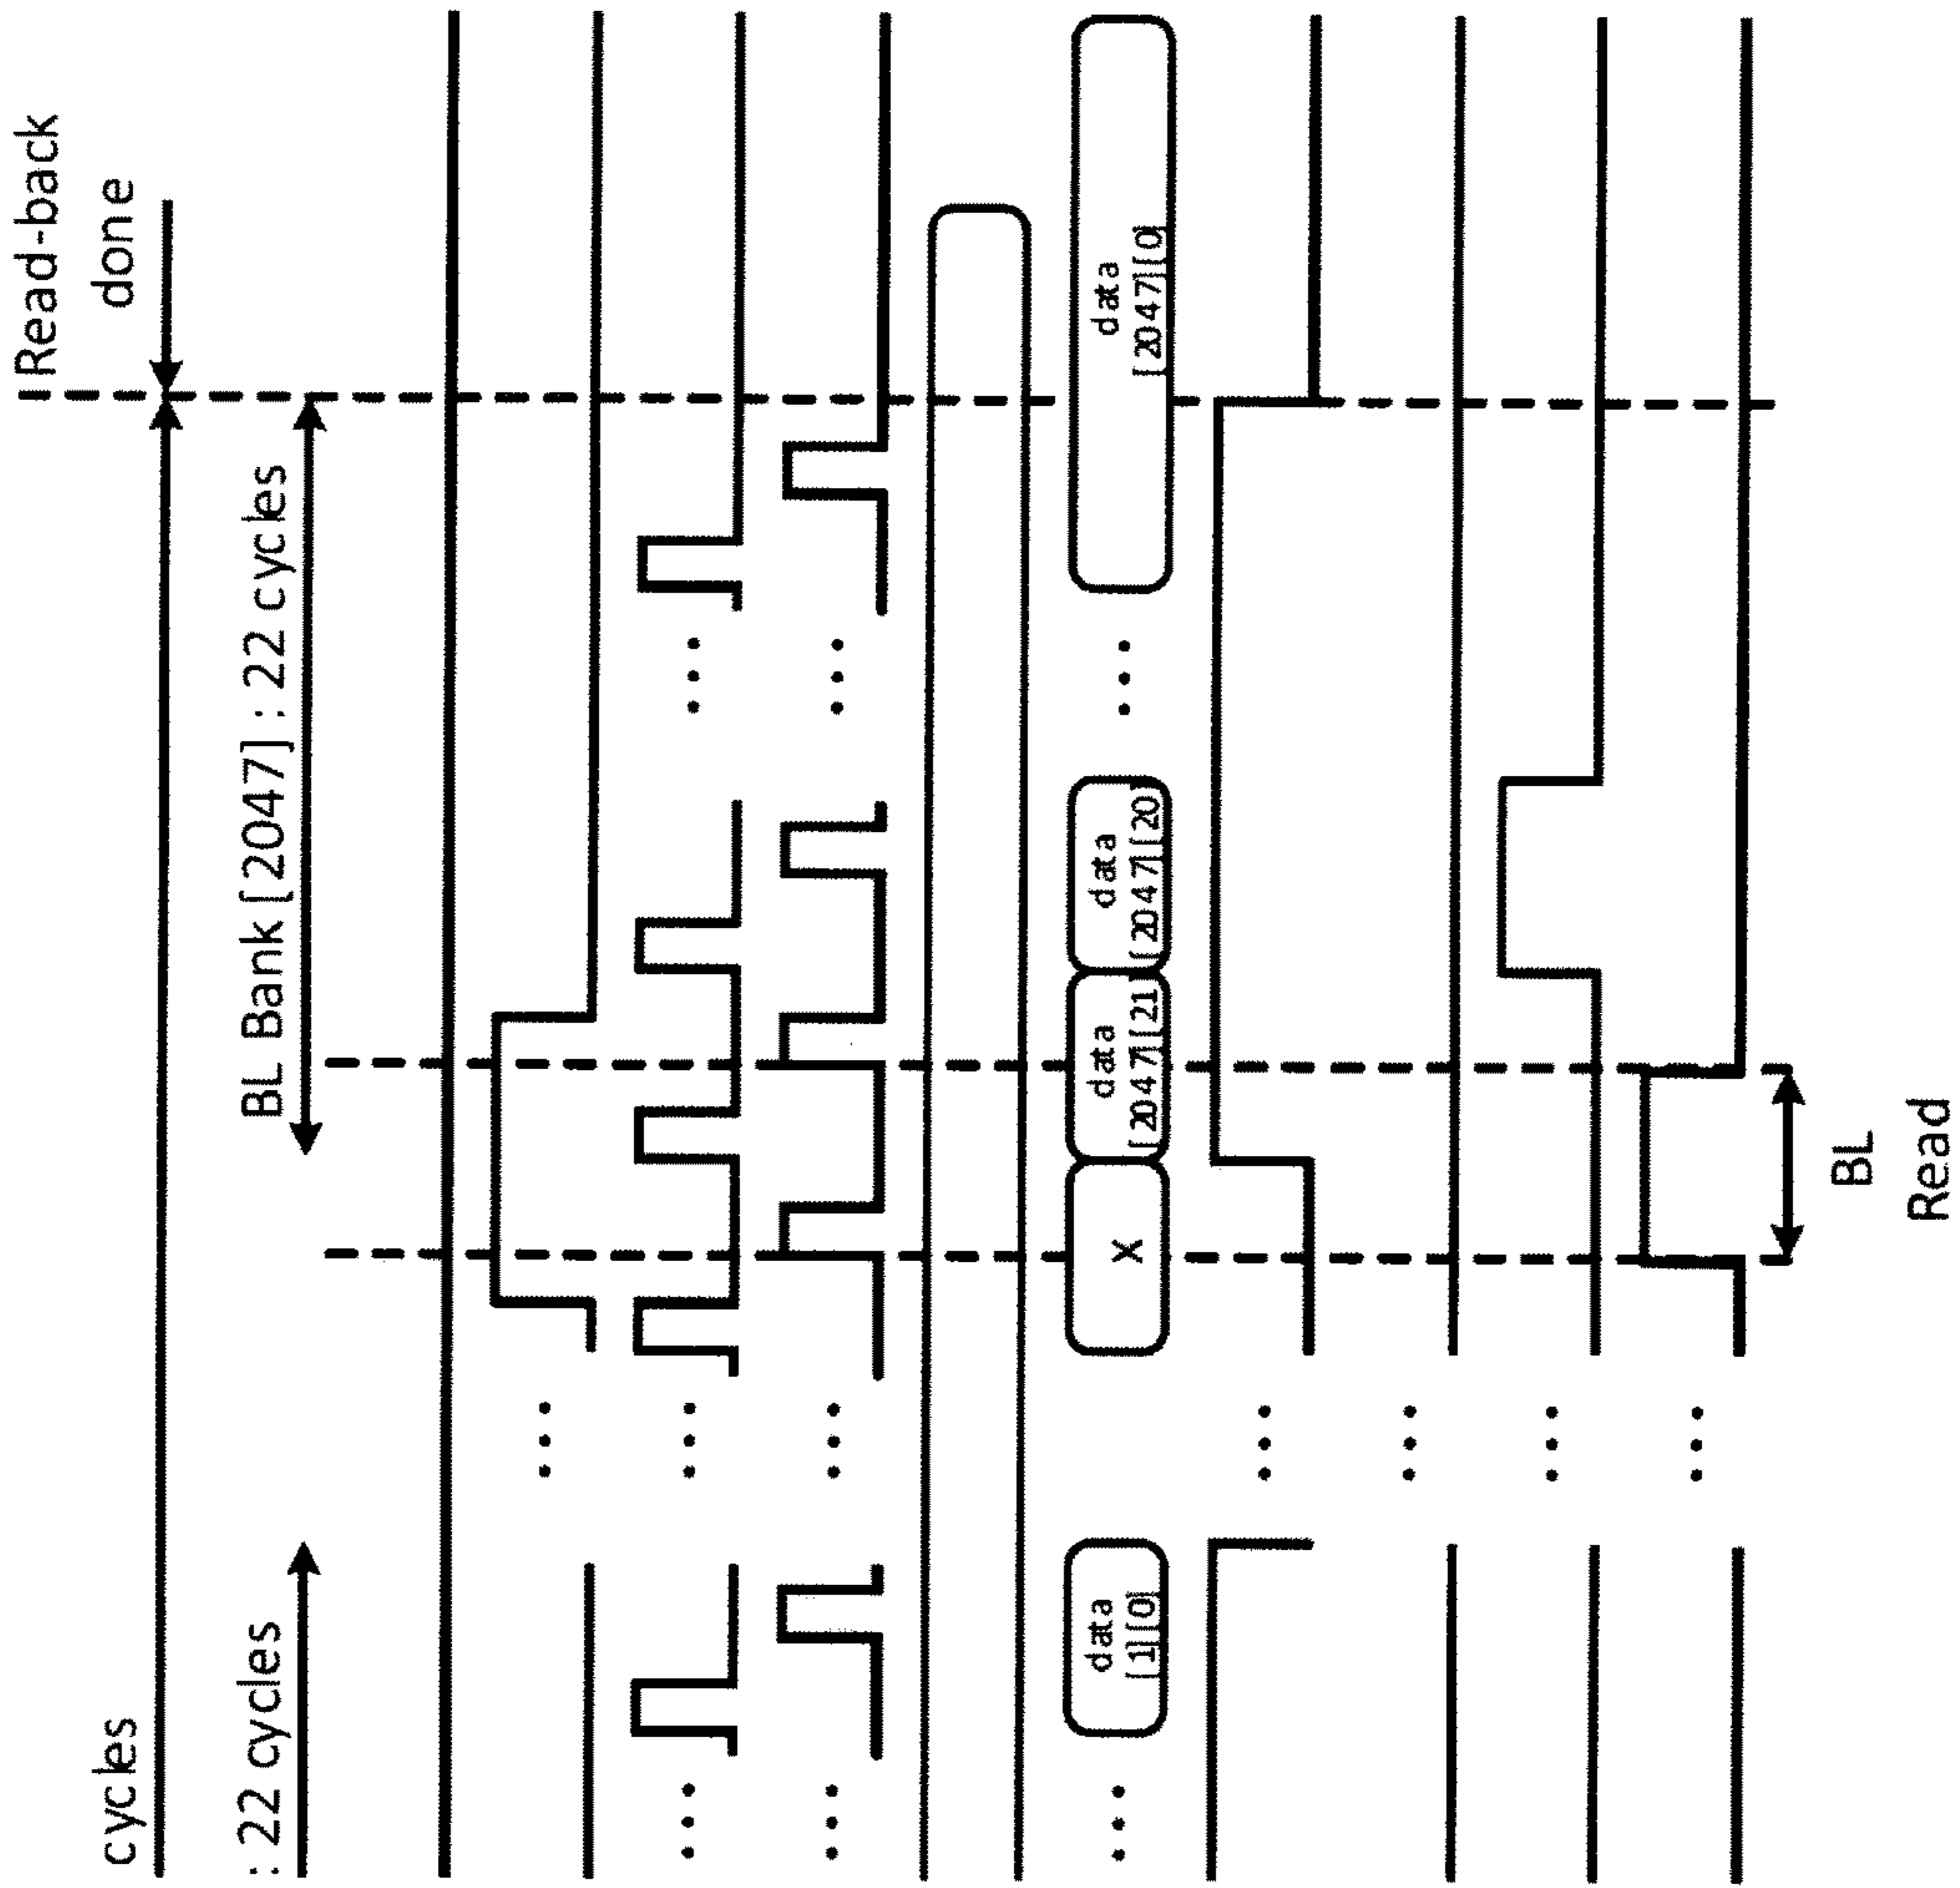 cycles
Read-back
done
: 22 cycles
BL Bank [2047] : 22 cycles
data
[1][0]
X
data
[2047][21]
data
[2047][20]
data
[2047][0]
BL
Read